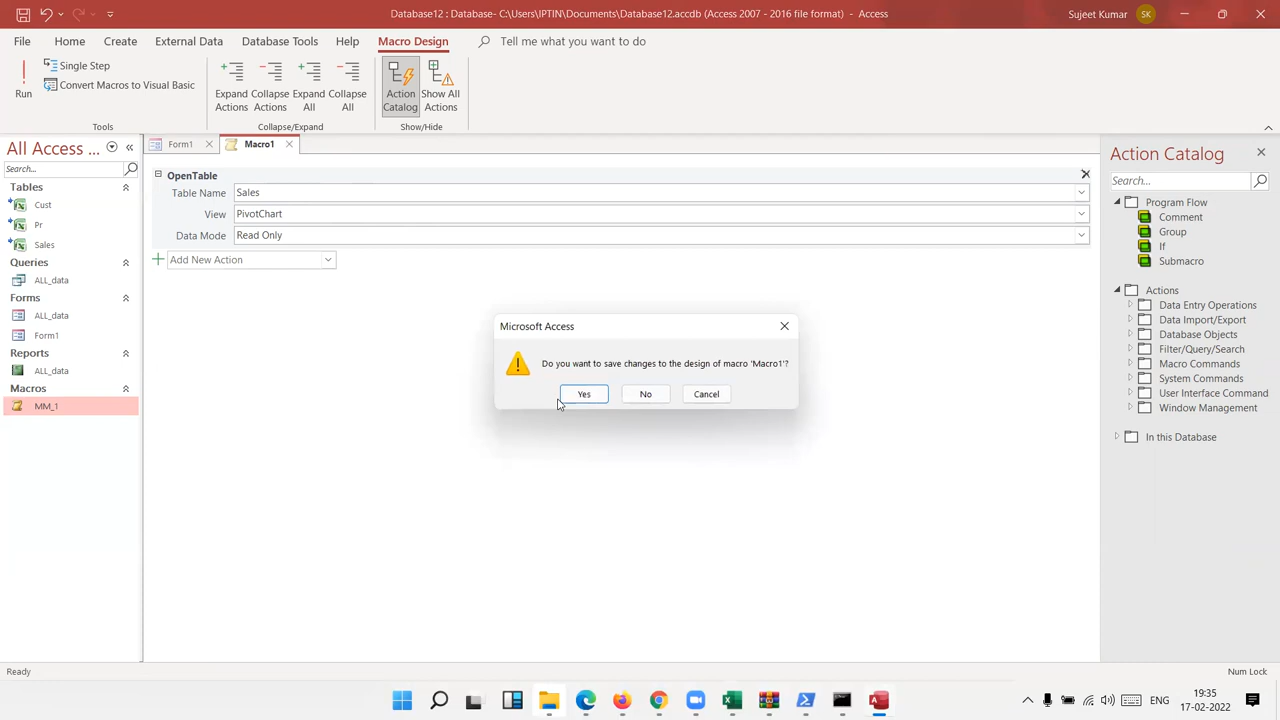 Database12 : Database- C:\Users\IPTIN\Documents\Database12.accdb (Access 2007 - 2016 file format) - Access
Sujeet Kumar
SK
File
Home
Create
External Data
Database Tools
Help
Macro Design
Tell me what you want to do
Run
Single Step
Convert Macros to Visual Basic
Tools
Expand Actions
Collapse Actions
Expand All
Collapse All
Collapse/Expand
Action Catalog
Show All Actions
Show/Hide
All Access ...
Search...
Tables
Cust
Pr
Sales
Queries
ALL_data
Forms
ALL_data
Form1
Reports
ALL_data
Macros
MM_1
Form1
Macro1
OpenTable
Table Name
Sales
View
PivotChart
Data Mode
Read Only
Add New Action
Microsoft Access
Do you want to save changes to the design of macro 'Macro1'?
Yes
No
Cancel
Action Catalog
Search...
Program Flow
Comment
Group
If
Submacro
Actions
Data Entry Operations
Data Import/Export
Database Objects
Filter/Query/Search
Macro Commands
System Commands
User Interface Command
Window Management
In this Database
Ready
Num Lock
ENG
19:35
17-02-2022